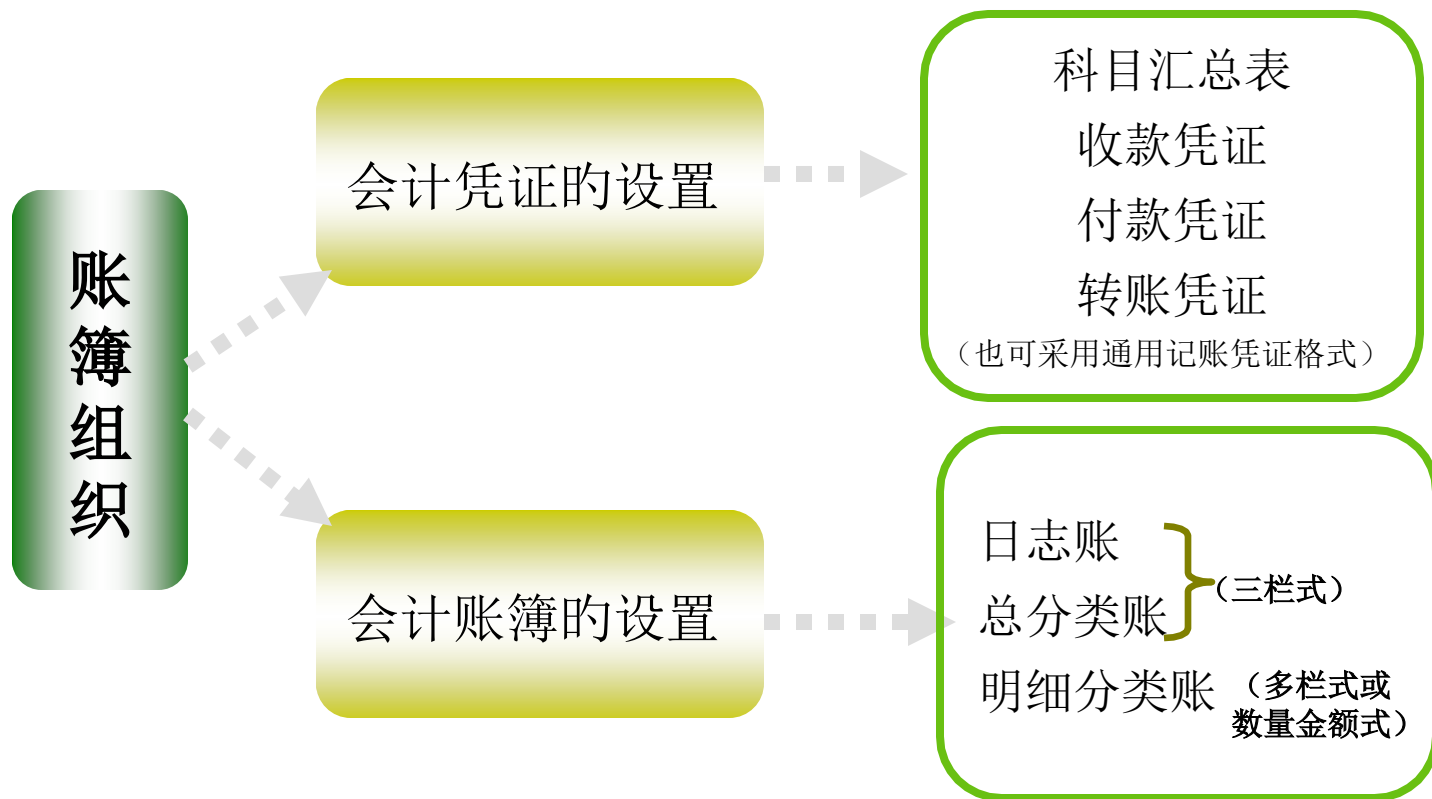 账簿组织
会计凭证旳设置
科目汇总表
收款凭证
付款凭证
转账凭证
（也可采用通用记账凭证格式）
会计账簿旳设置
日志账
总分类账
（三栏式）
明细分类账
（多栏式或
数量金额式）